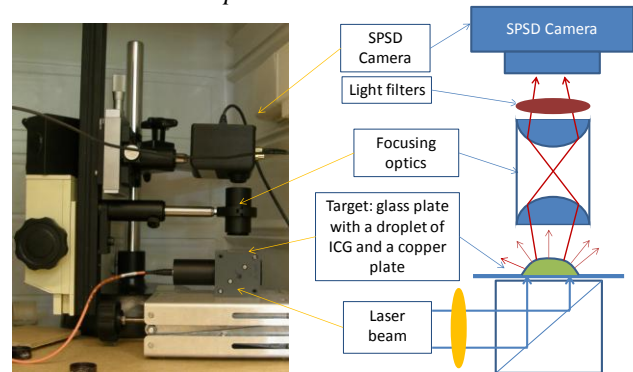 SPSD
Camera
Light filters
Focusing
optics
Target: glass plate
with a droplet of
ICG and a copper
plate
Laser
beam
SPSD Camera